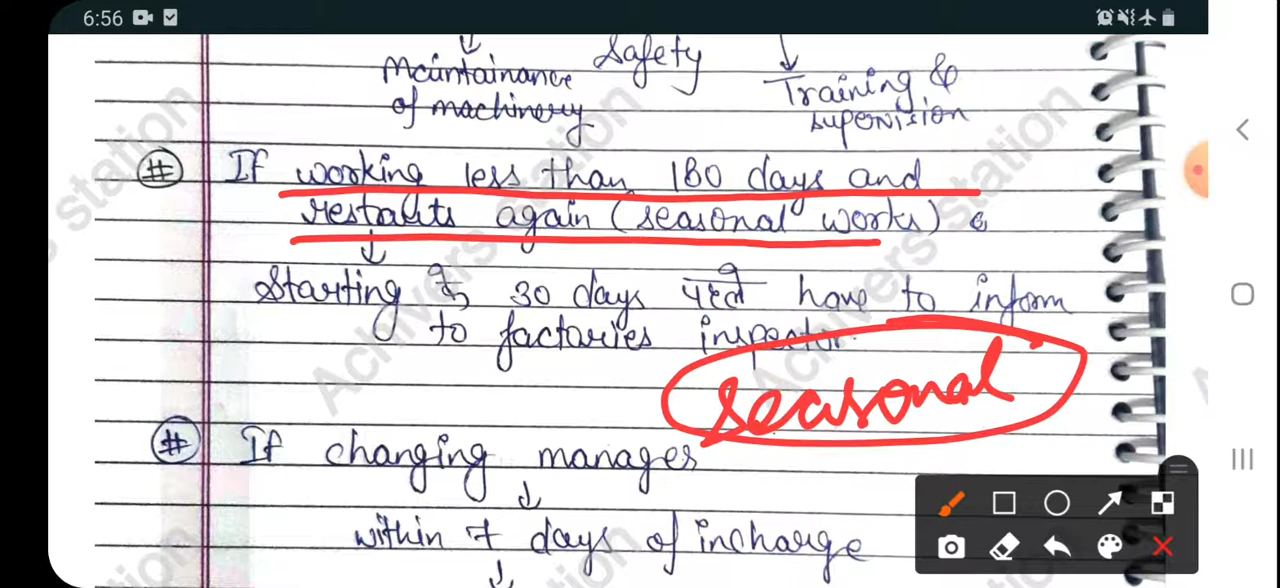 6:56
Safety
Maintainance
of machinery
Training &
supervision
# If working less than 180 days and
restarts again (seasonal works)
Starting के 30 days पहले have to inform
to factories inspector.
seasonal
# If changing manager
within 7 days of incharge
Achivers station